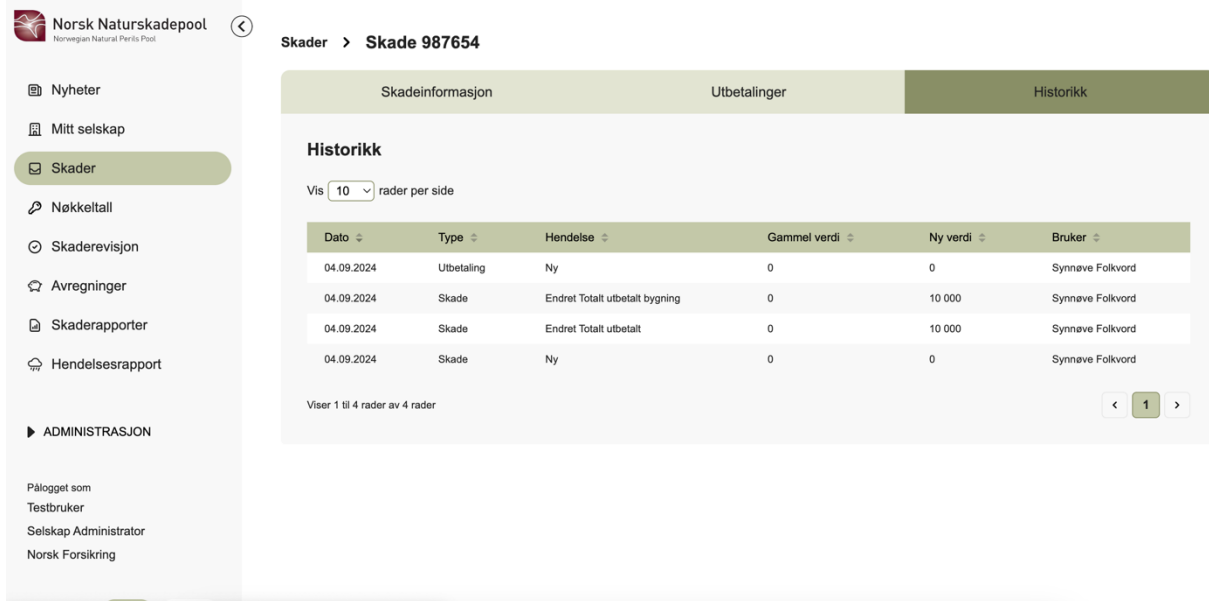 Norsk Naturskadepool
Norwegian Natural Perils Pool
Nyheter
Mitt selskap
Skader
Nøkkeltall
Skaderevisjon
Avregninger
Skaderapporter
Hendelsesrapport
ADMINISTRASJON
Pålogget som
Testbruker
Selskap Administrator
Norsk Forsikring
Skader > Skade 987654
Skadeinformasjon Utbetalinger Historikk
Historikk
Vis 10 rader per side
Dato Type Hendelse Gammel verdi Ny verdi Bruker
04.09.2024 Utbetaling Ny 0 0 Synnøve Folkvord
04.09.2024 Skade Endret Totalt utbetalt bygning 0 10 000 Synnøve Folkvord
04.09.2024 Skade Endret Totalt utbetalt 0 10 000 Synnøve Folkvord
04.09.2024 Skade Ny 0 0 Synnøve Folkvord
Viser 1 til 4 rader av 4 rader
< 1 >